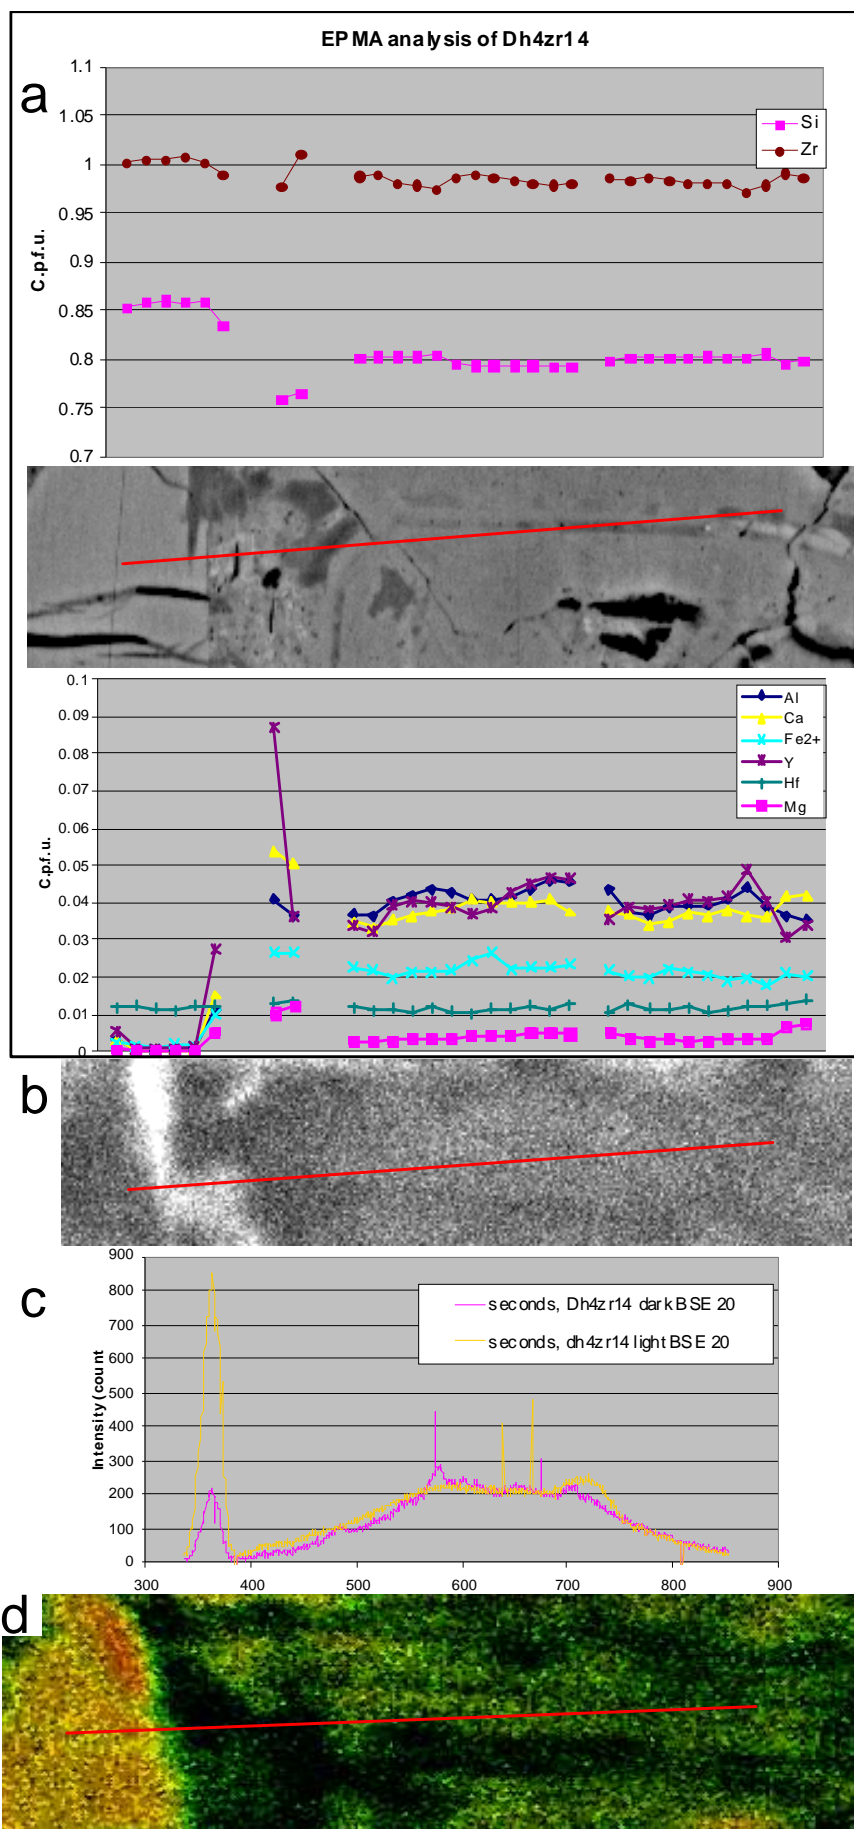 EPMA analysis of Dh4zr14
a
1.1
1.05
1
0.95
0.9
0.85
0.8
0.75
0.7
C.p.f.u.
Si
Zr
0.1
0.09
0.08
0.07
0.06
0.05
0.04
0.03
0.02
0.01
0
C.p.f.u.
Al
Ca
Fe2+
Y
Hf
Mg
b
c
900
800
700
600
500
400
300
200
100
0
Intensity (count
seconds, Dh4zr14 dark BSE 20
seconds, dh4zr14 light BSE 20
300 400 500 600 700 800 900
d